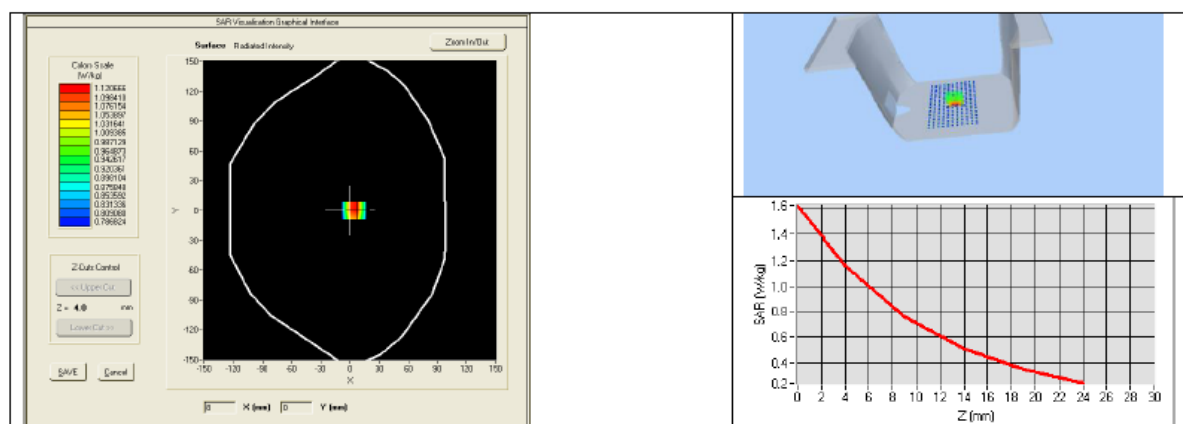 SAR Visualisation Graphical Interface
Surface Radiated Intensity
Zoom In/Out
Colors Scale
(W/kg)
1.120666
1.098410
1.076154
1.053897
1.031641
1.009385
0.987129
0.964873
0.942617
0.920361
0.898104
0.875848
0.853592
0.831336
0.809080
0.786824
Z-Cuts Control
<< Upper Cut
Z = 4.0 mm
Lower Cut >>
SAVE Cancel
150
120
90
60
30
0
30
60
90
-120
-150
Y
-150 -120 -90 -60 -30 0 30 60 90 120 150
X
0 X (mm) 0 Y (mm)
1.6
1.4
1.2
1.0
0.8
0.6
0.4
0.2
SAR (W/kg)
0 2 4 6 8 10 12 14 16 18 20 22 24 26 28 30
Z (mm)